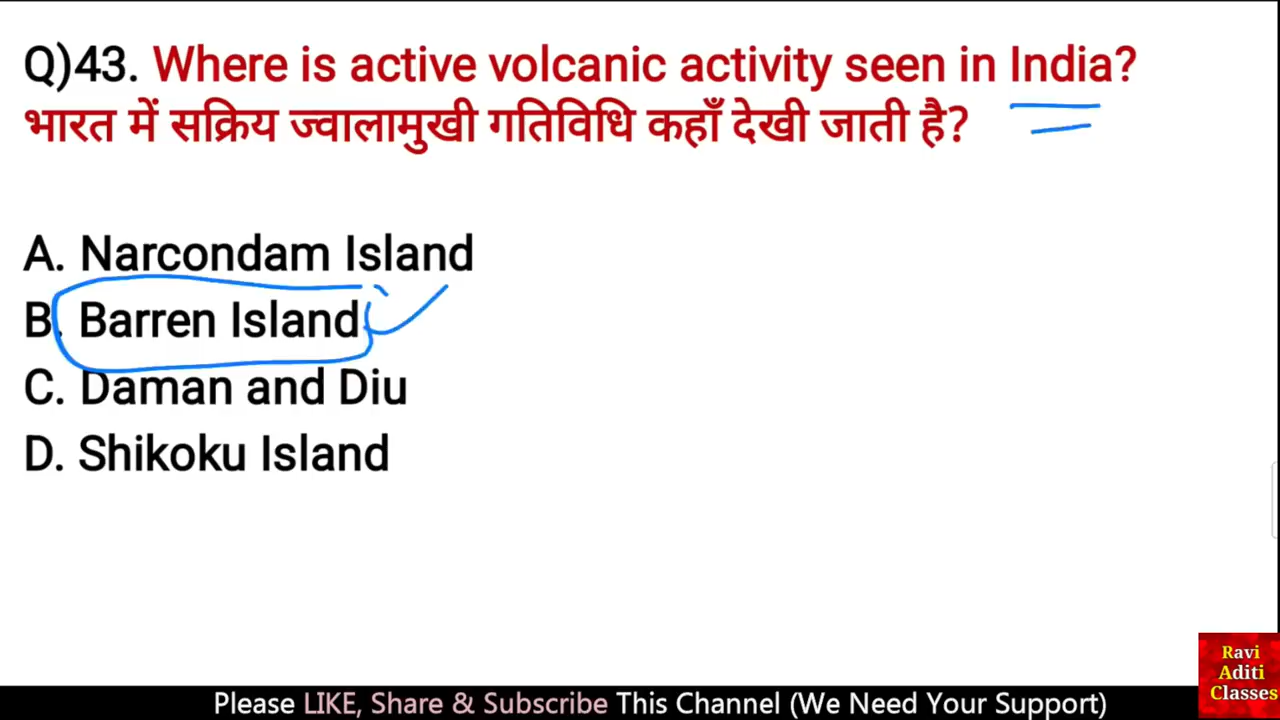 Q)43. Where is active volcanic activity seen in India?
भारत में सक्रिय ज्वालामुखी गतिविधि कहाँ देखी जाती है?
A. Narcondam Island
B. Barren Island
C. Daman and Diu
D. Shikoku Island
Ravi
Aditi
Classes
Please LIKE, Share & Subscribe This Channel (We Need Your Support)